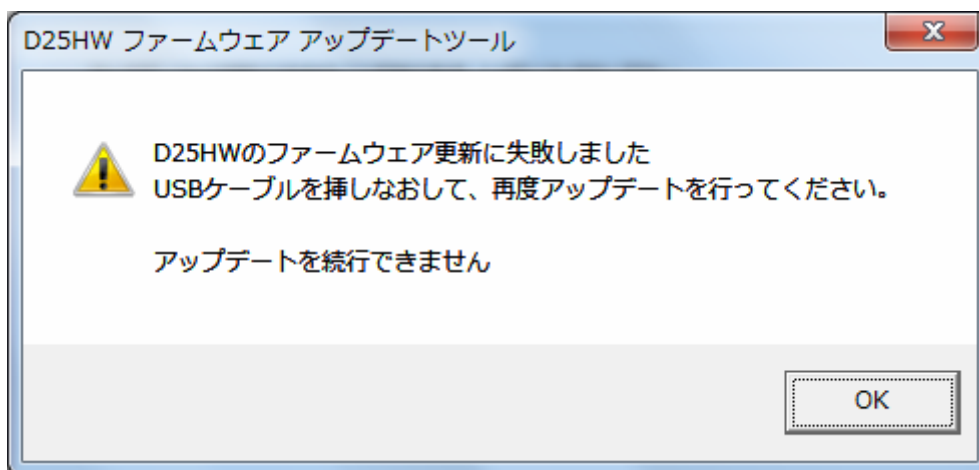 D25HW ファームウェア アップデートツール
D25HWのファームウェア更新に失敗しました
USBケーブルを挿しなおして、再度アップデートを行ってください。
アップデートを続行できません
OK